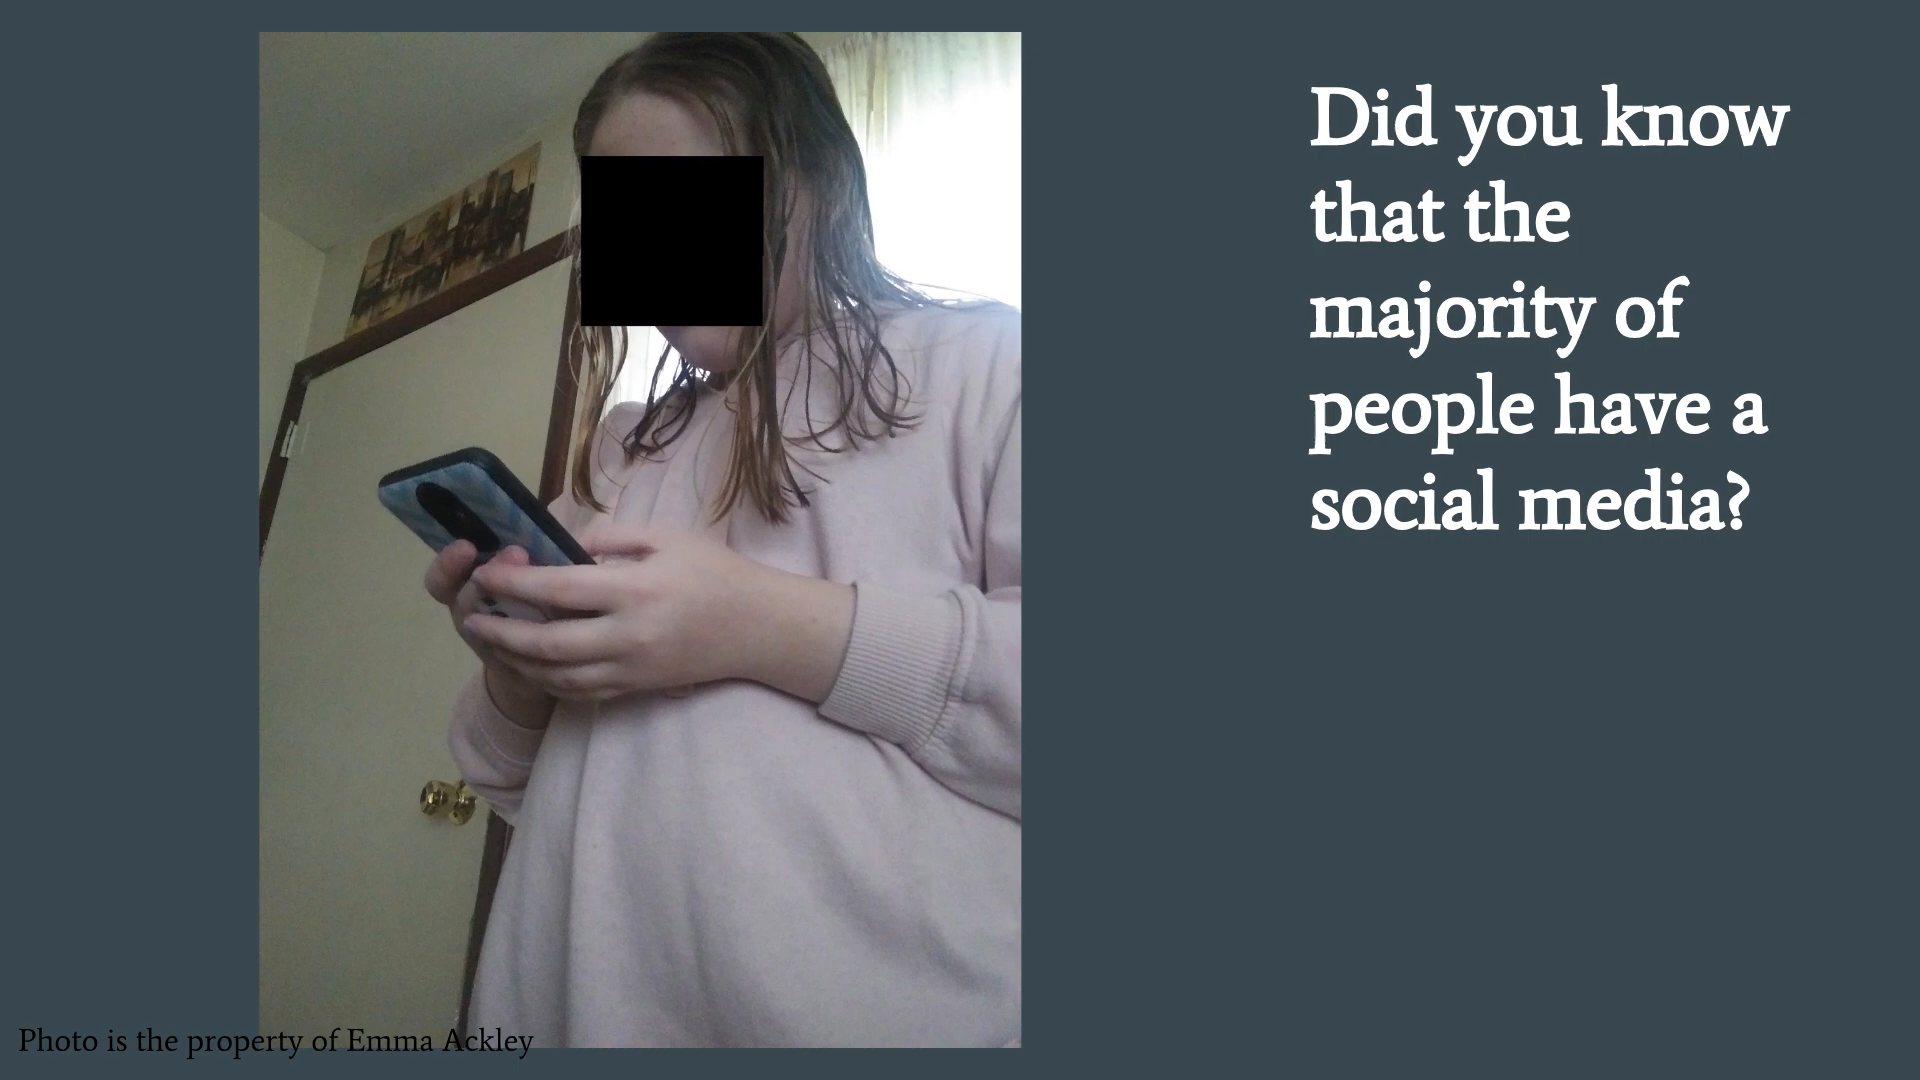 Did you know
that the
majority of
people have a
social media?
Photo is the property of Emma Ackley